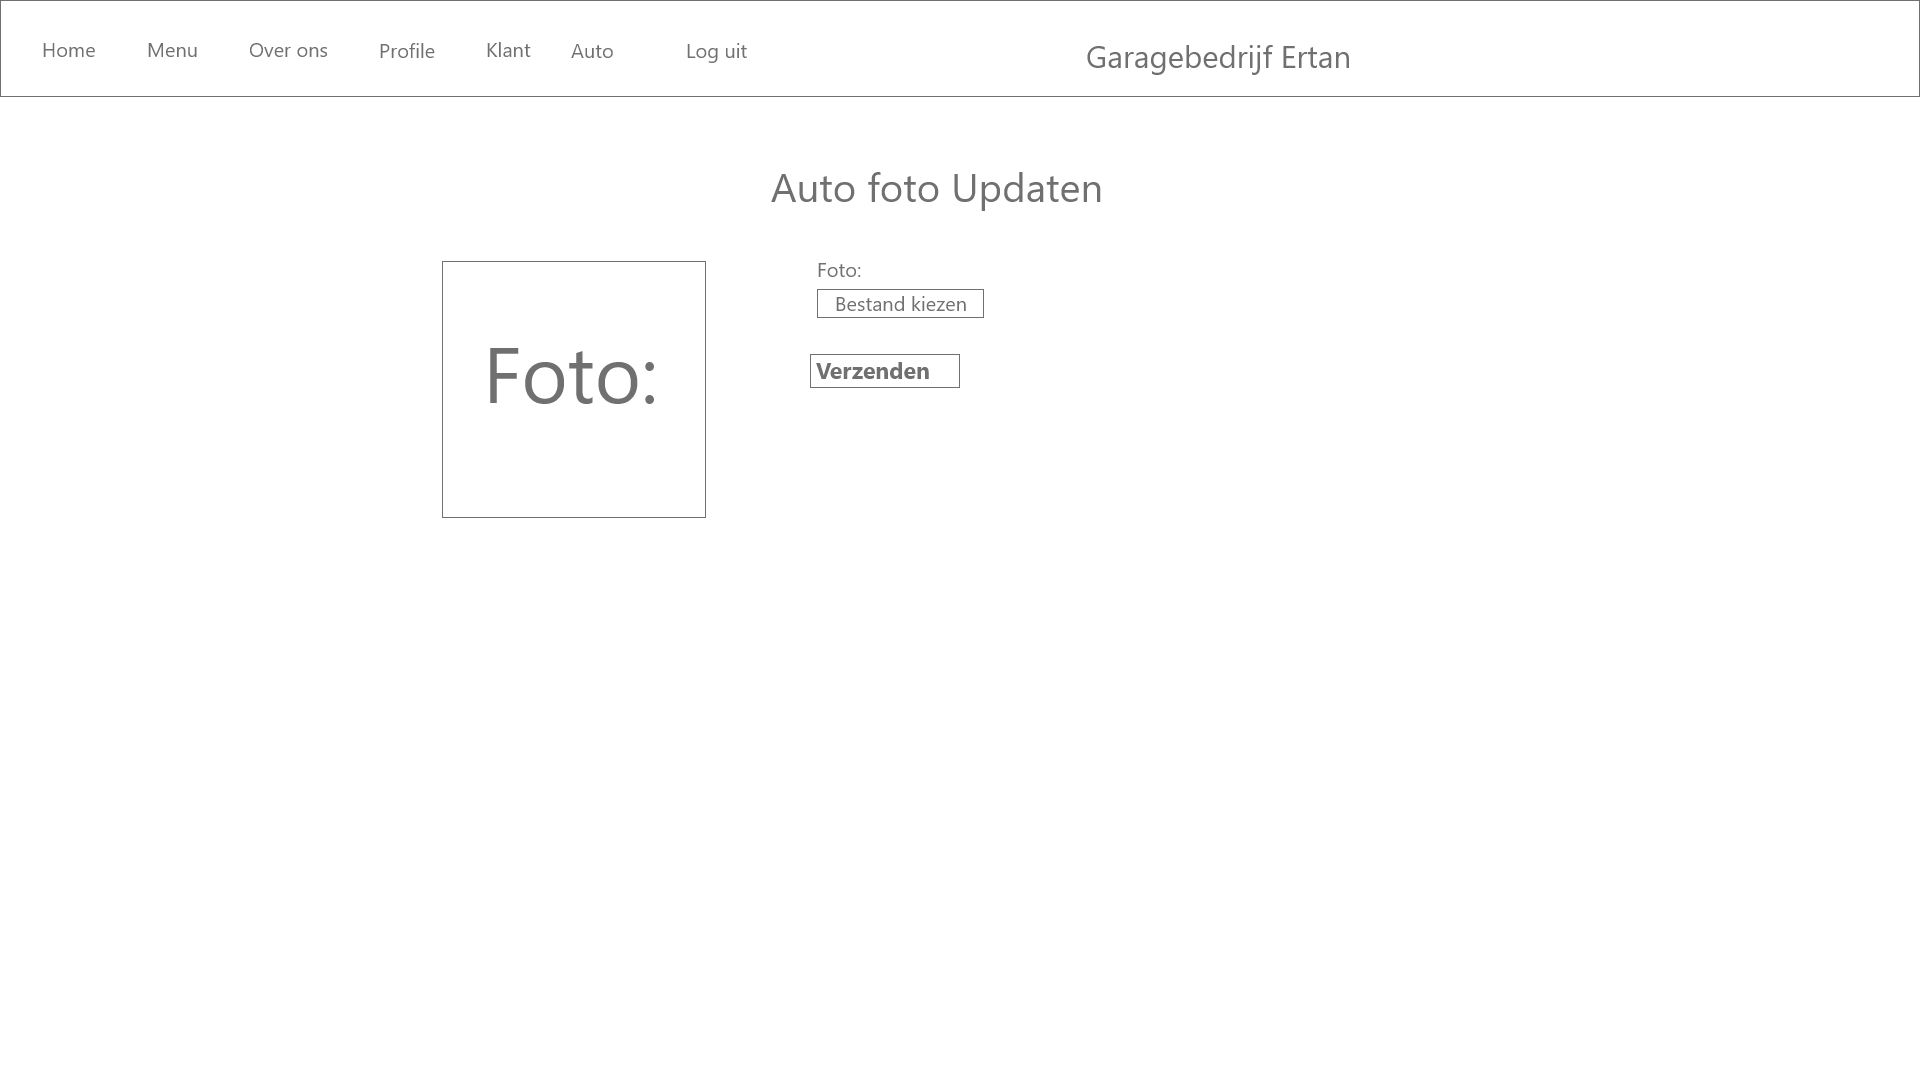 Home Menu Over ons Profile Klant Auto Log uit Garagebedrijf Ertan
Auto foto Updaten
Foto:
Foto:
Bestand kiezen
Verzenden